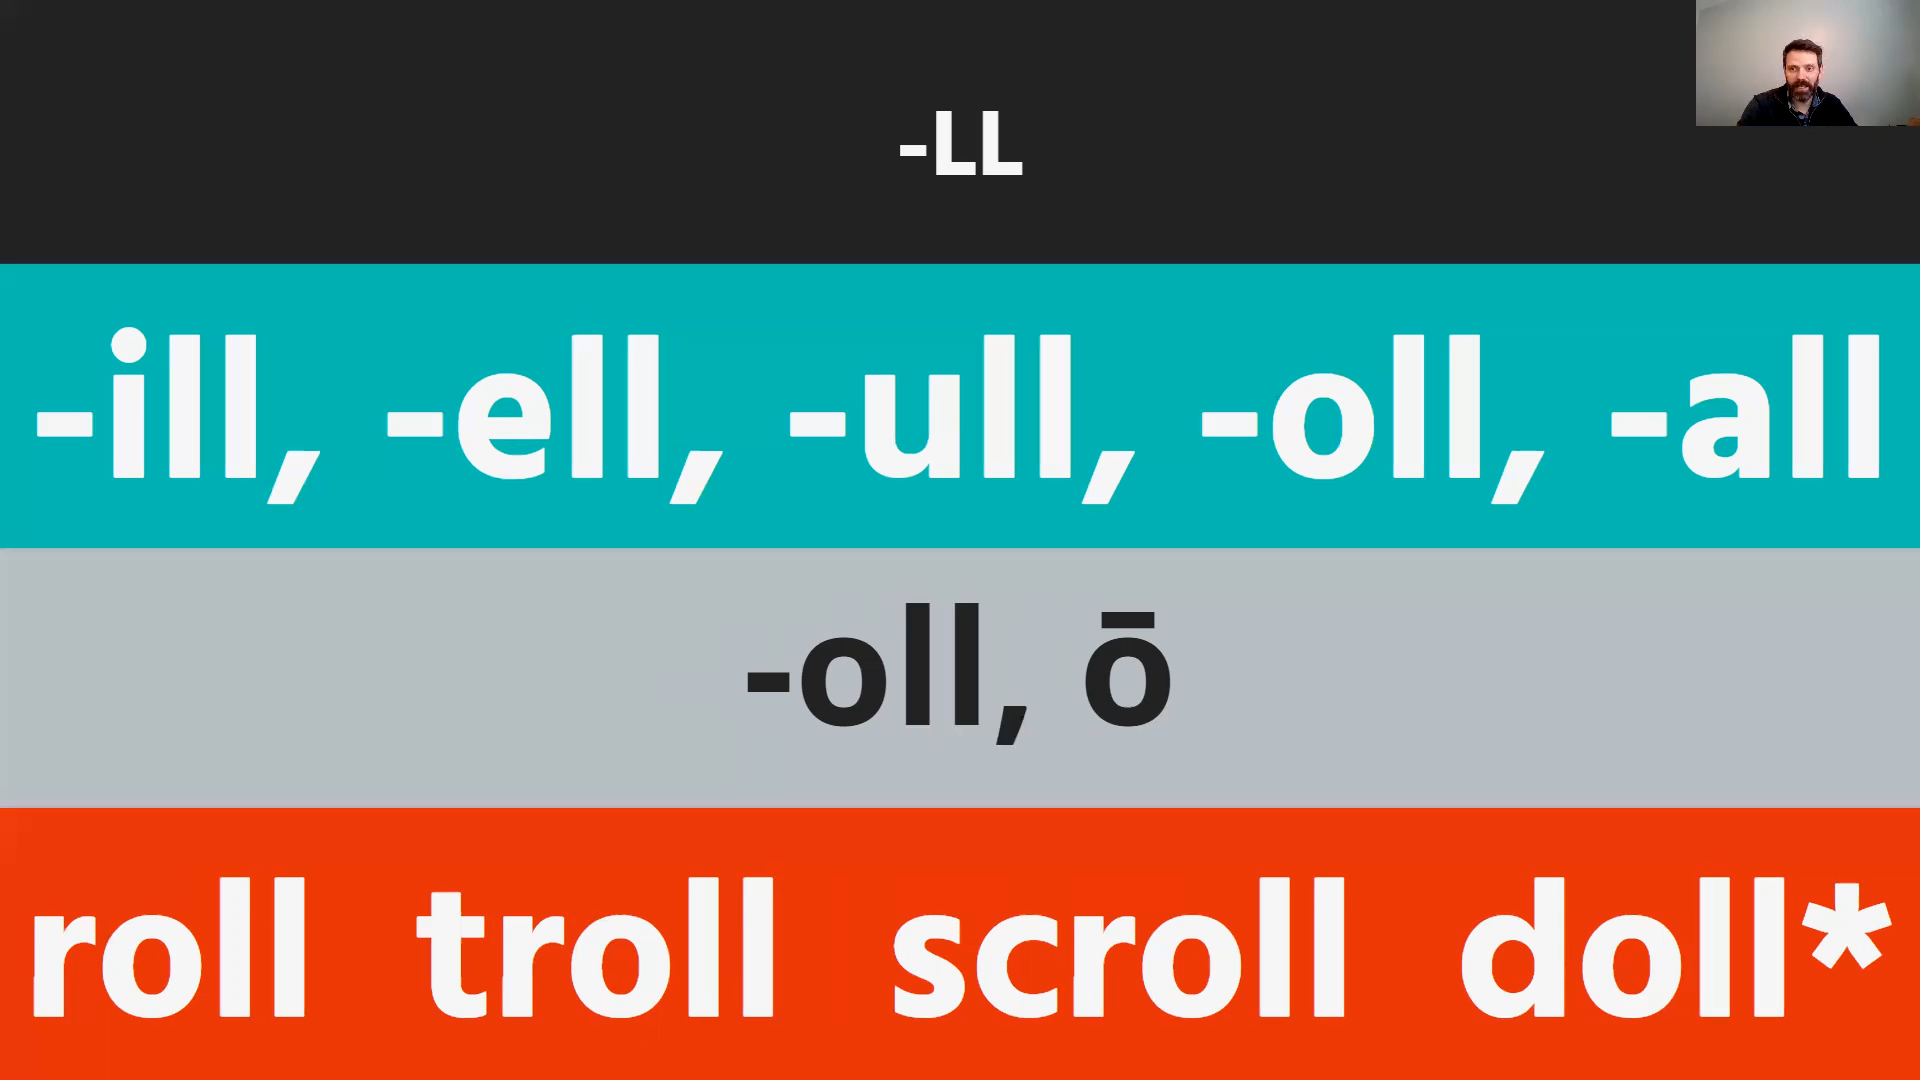 -LL
-ill, -ell, -ull, -oll, -all
-oll, ō
roll troll scroll doll*